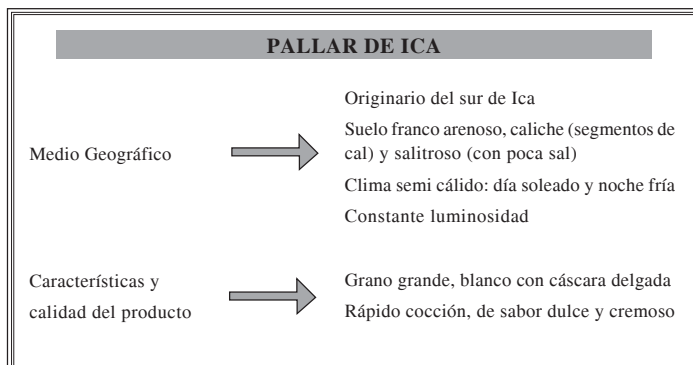 PALLAR DE ICA
Medio Geográfico
Originario del sur de Ica
Suelo franco arenoso, caliche (segmentos de
cal) y salitroso (con poca sal)
Clima semi cálido: día soleado y noche fría
Constante luminosidad
Características y
calidad del producto
Grano grande, blanco con cáscara delgada
Rápido cocción, de sabor dulce y cremoso